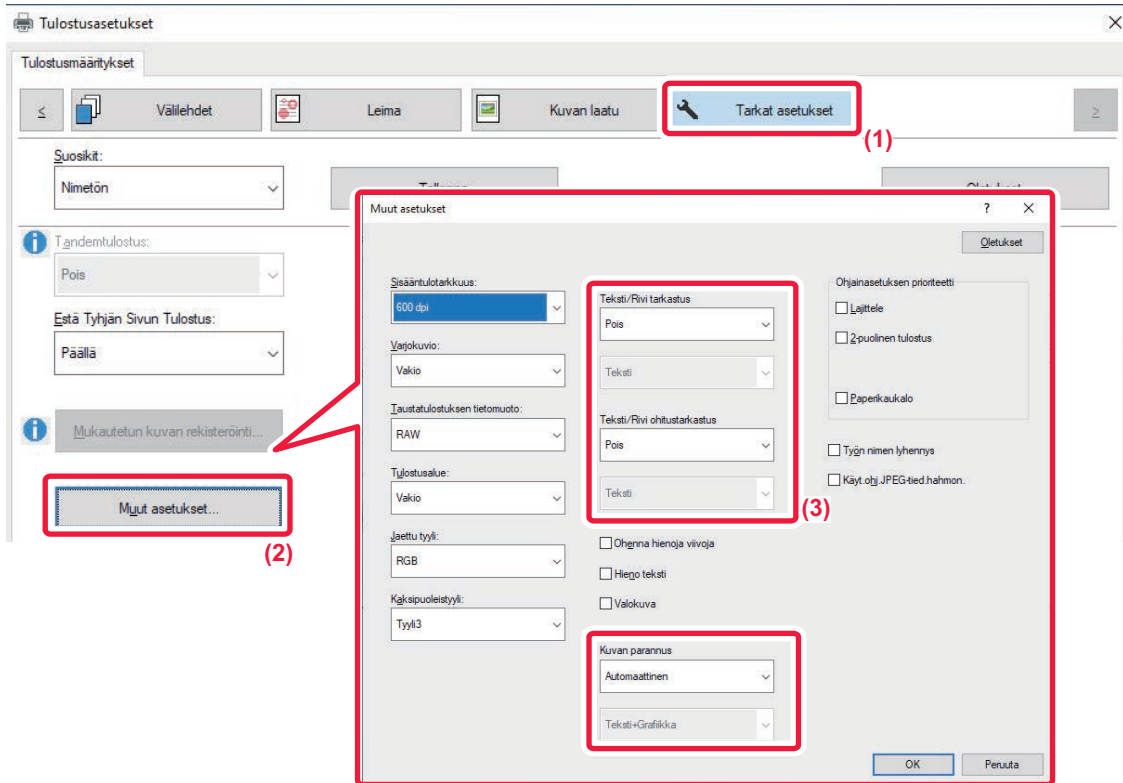 Tulostusasetukset
Tulostusmääritykset
Välilehdet
Leima
Kuvan laatu
Tarkat asetukset
(1)
Suosikit:
Nimetön
Tandemtulostus:
Pois
Estä Tyhjän Sivun Tulostus:
Päällä
Mukautetun kuvan rekisteröinti...
Muut asetukset...
(2)
Muut asetukset
Oletukset
Sisääntulotarkkuus:
600 dpi
Varjokuvio:
Vakio
Taustatulostuksen tietomuoto:
RAW
Tulostusalue:
Vakio
Jaettu tyyli:
RGB
Kaksipuoleistyyli:
Tyyli3
Teksti/Rivi tarkastus
Pois
Teksti
Teksti/Rivi ohitustarkastus
Pois
Teksti
(3)
Ohenna hienoja viivoja
Hieno teksti
Valokuva
Kuvan parannus
Automaattinen
Teksti+Grafiikka
Ohjainasetuksen prioriteetti
Lajittele
2-puolinen tulostus
Paperikaukalo
Työn nimen lyhennys
Käyt.ohj.JPEG-tied.hahmon.
OK
Peruuta